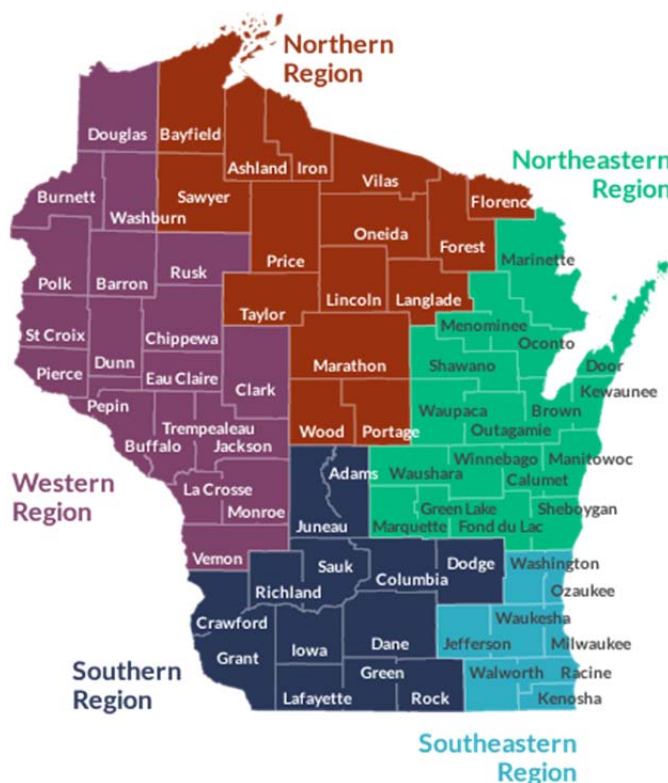 Northern
Region
Douglas
Bayfield
Ashland
Iron
Vilas
Northeastern
Region
Burnett
Washburn
Sawyer
Florence
Oneida
Forest
Marinette
Polk
Barron
Rusk
Price
Lincoln
Langlade
Taylor
St Croix
Chippewa
Menominee
Oconto
Pierce
Dunn
Eau Claire
Clark
Marathon
Shawano
Door
Kewaunee
Pepin
Buffalo
Trempealeau
Jackson
Wood
Portage
Waupaca
Outagamie
Brown
Western
Region
La Crosse
Monroe
Adams
Juneau
Waushara
Winnebago
Calumet
Manitowoc
Marquette
Green Lake
Fond du Lac
Sheboygan
Vernon
Richland
Sauk
Columbia
Dodge
Washington
Ozaukee
Crawford
Grant
Iowa
Dane
Jefferson
Waukesha
Milwaukee
Southern
Region
Lafayette
Green
Rock
Walworth
Racine
Kenosha
Southeastern
Region